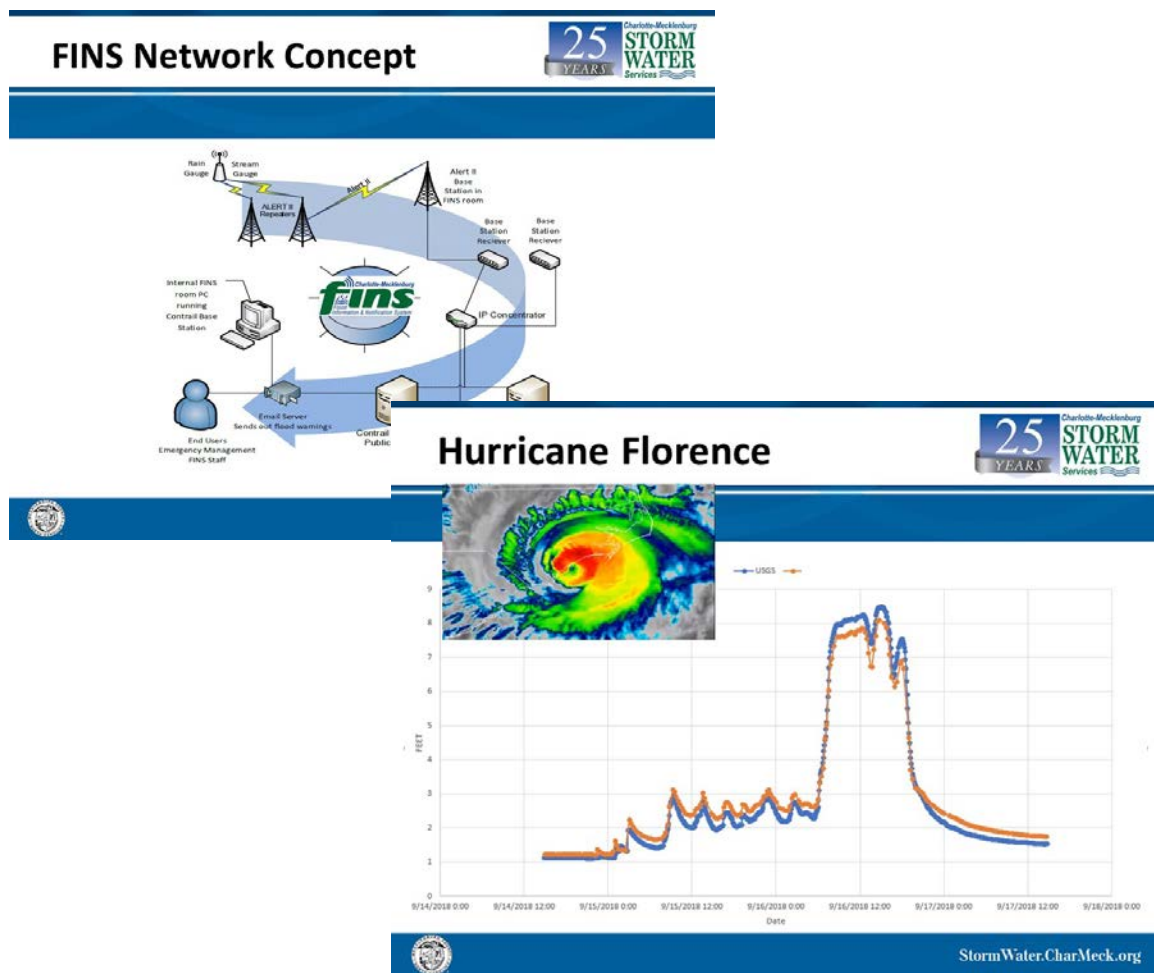 FINS Network Concept
25
YEARS
Charlotte-Mecklenburg
STORM
WATER
Services
Rain
Gauge
Stream
Gauge
ALERT II
Repeaters
Alert II
Alert II
Base
Station in
FINS room
Base
Station
Reciever
Base
Station
Reciever
IP Concentrator
Charlotte-Mecklenburg
fins
Flood
Information & Notification System
Internal FINS
room PC
running
Contrail Base
Station
Email Server
Sends out flood warnings
End Users
Emergency Management
FINS Staff
Contrail
Public
Hurricane Florence
25
YEARS
Charlotte-Mecklenburg
STORM
WATER
Services
USGS
9
8
7
6
5
4
3
2
1
0
FEET
9/14/2018 0:00 9/14/2018 12:00 9/15/2018 0:00 9/15/2018 12:00 9/16/2018 0:00 9/16/2018 12:00 9/17/2018 0:00 9/17/2018 12:00 9/18/2018 0:00
Date
StormWater.CharMeck.org